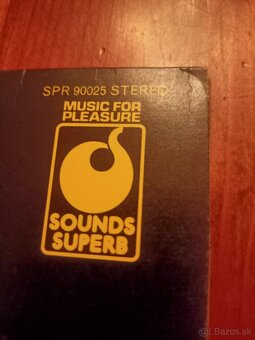 SPR 90025 STEREO
MUSIC FOR
PLEASURE
SOUNDS
SUPERB
© Bazos.sk